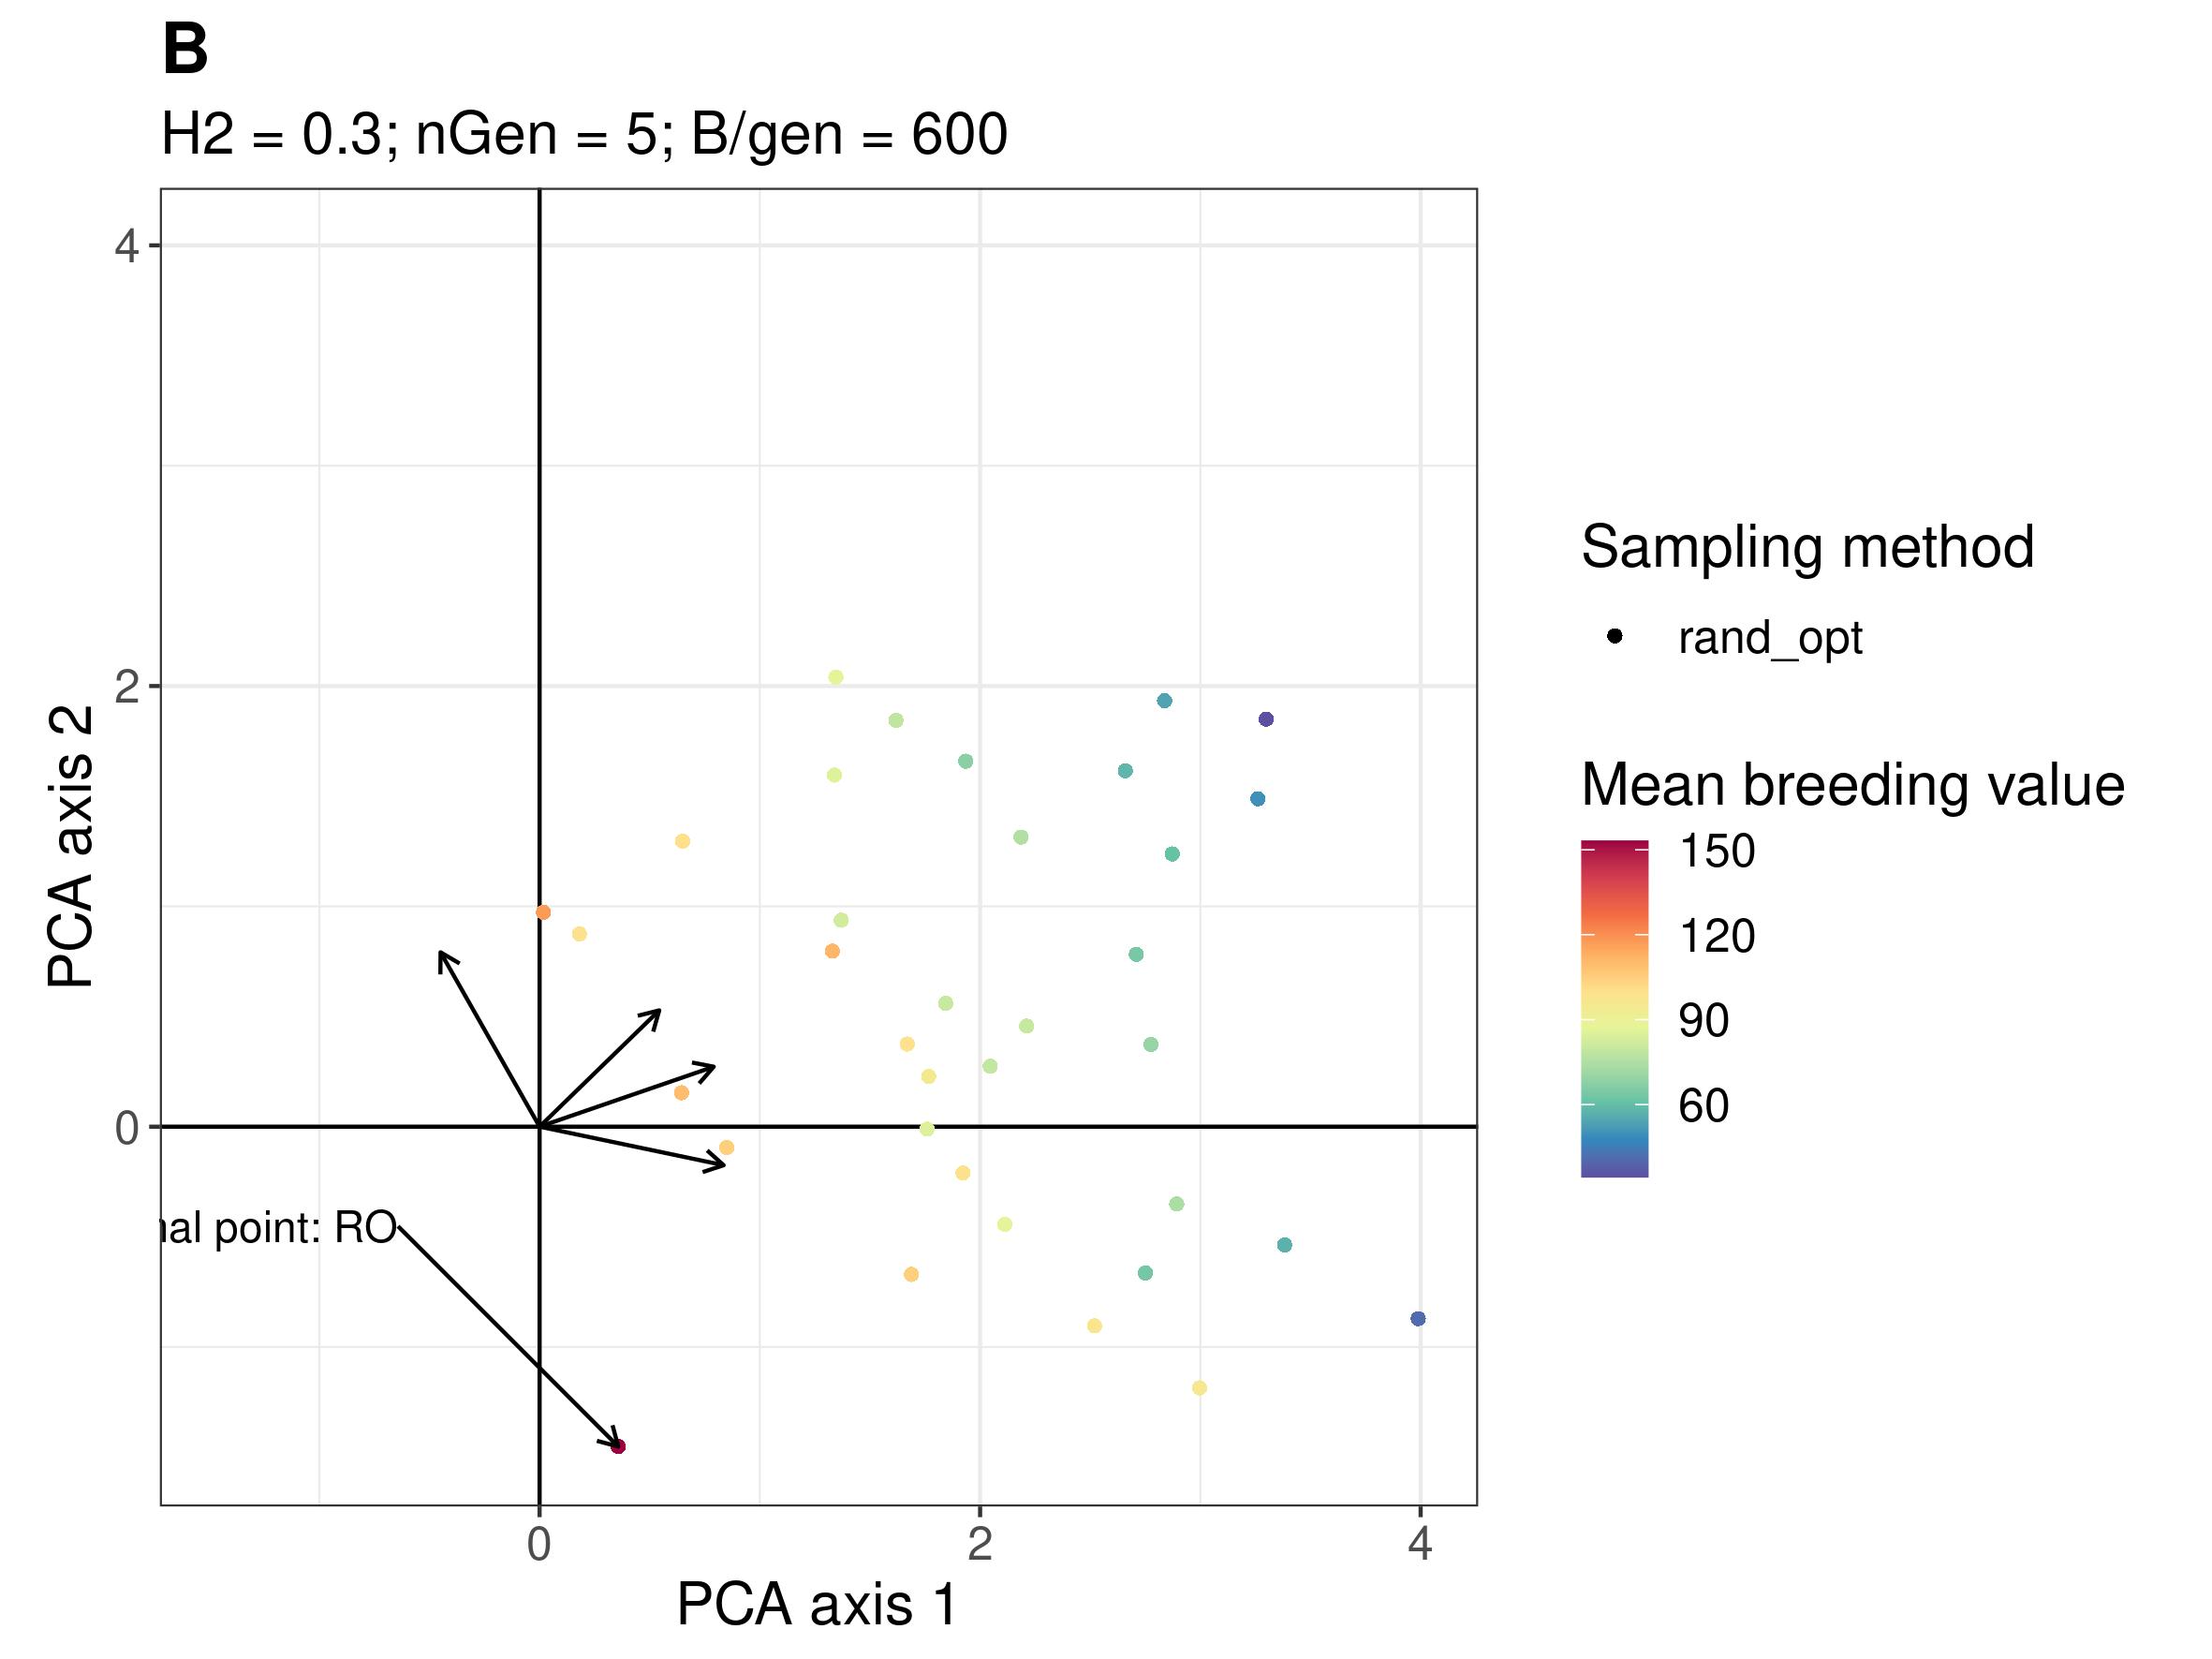 B
H2 = 0.3; nGen = 5; B/gen = 600
4
2
0
PCA axis 2
point: RO
0
2
4
PCA axis 1
Sampling method
rand_opt
Mean breeding value
150
120
90
60